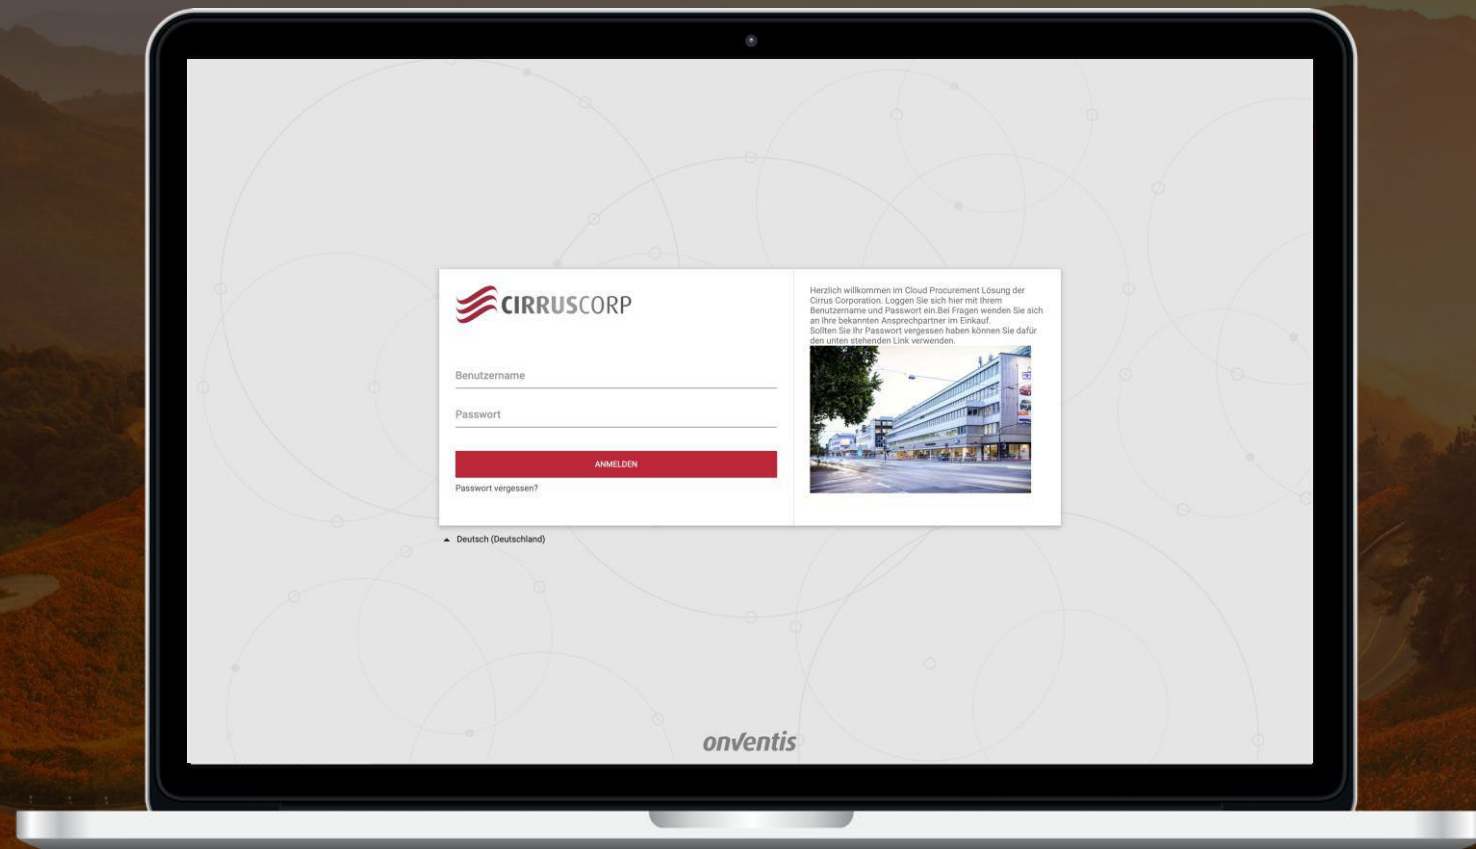 CIRRUSCORP
Benutzername
Passwort
ANMELDEN
Passwort vergessen?
Herzlich willkommen im Cloud Procurement Lösung der
Cirrus Corporation. Loggen Sie sich hier mit Ihrem
Benutzername und Passwort ein.Bei Fragen wenden Sie sich
an Ihre bekannten Ansprechpartner im Einkauf.
Sollten Sie Ihr Passwort vergessen haben können Sie dafür
den unten stehenden Link verwenden.
Deutsch (Deutschland)
onventis